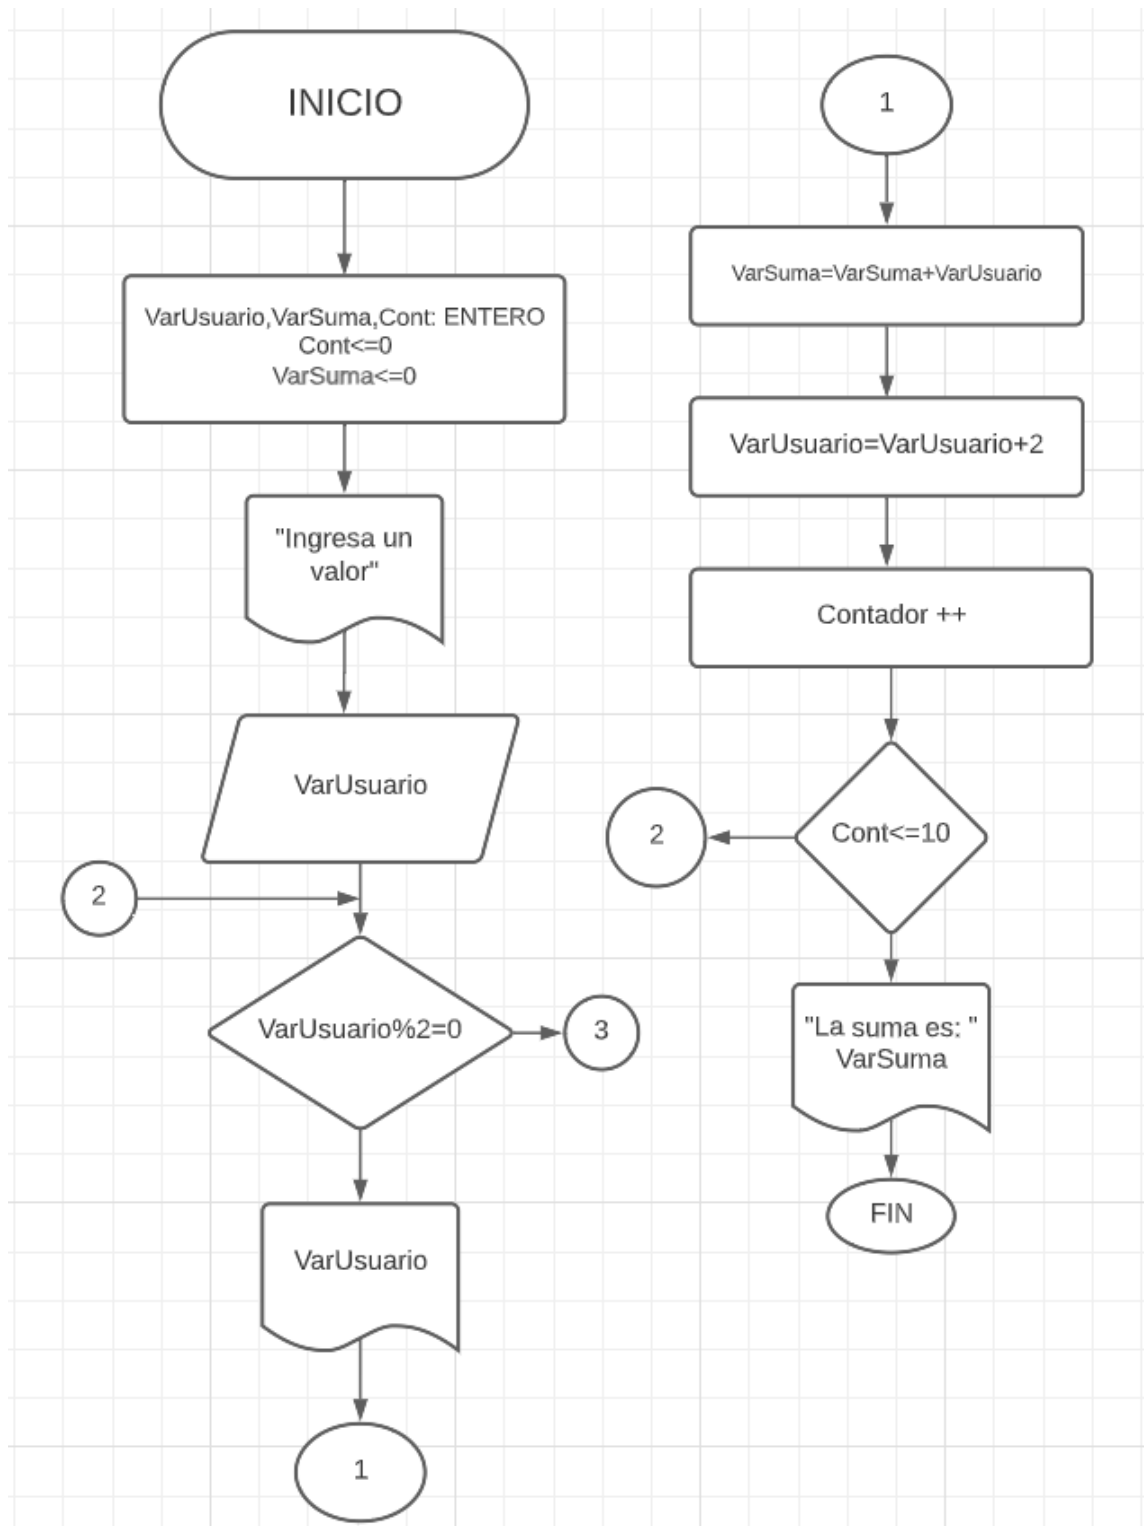 INICIO
VarUsuario,VarSuma,Cont: ENTERO
Cont<=0
VarSuma<=0
"Ingresa un
valor"
VarUsuario
2
VarUsuario%2=0
3
VarUsuario
1
1
VarSuma=VarSuma+VarUsuario
VarUsuario=VarUsuario+2
Contador ++
Cont<=10
2
"La suma es: "
VarSuma
FIN